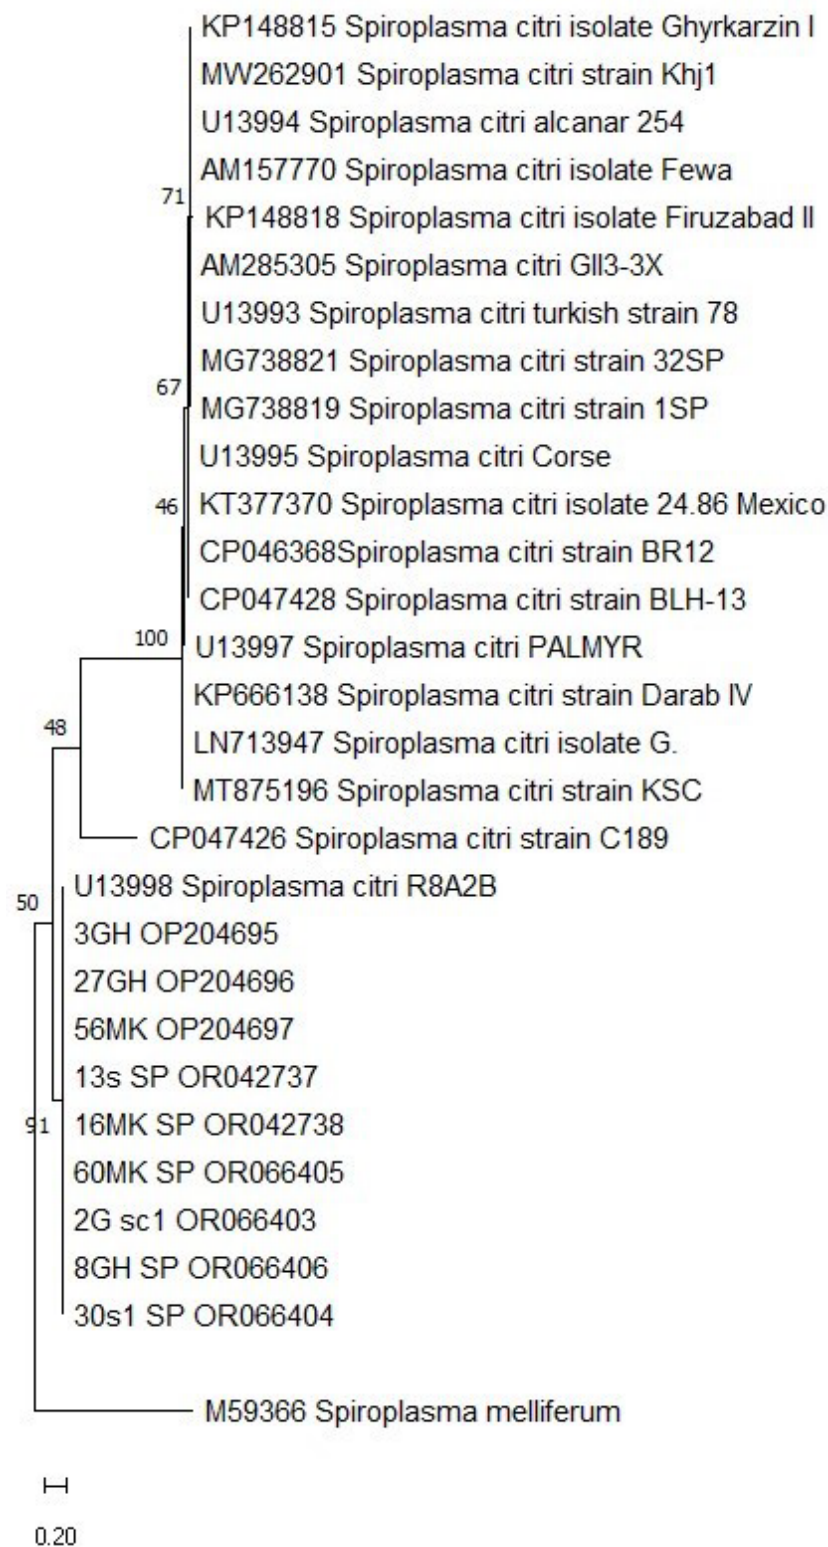 KP148815 Spiroplasma citri isolate Ghyrkarzin I
MW262901 Spiroplasma citri strain Khj1
U13994 Spiroplasma citri alcanar 254
AM157770 Spiroplasma citri isolate Fewa
71
KP148818 Spiroplasma citri isolate Firuzabad II
AM285305 Spiroplasma citri GII3-3X
U13993 Spiroplasma citri turkish strain 78
MG738821 Spiroplasma citri strain 32SP
67
MG738819 Spiroplasma citri strain 1SP
U13995 Spiroplasma citri Corse
46
KT377370 Spiroplasma citri isolate 24.86 Mexico
CP046368Spiroplasma citri strain BR12
CP047428 Spiroplasma citri strain BLH-13
100
U13997 Spiroplasma citri PALMYR
KP666138 Spiroplasma citri strain Darab IV
48
LN713947 Spiroplasma citri isolate G.
MT875196 Spiroplasma citri strain KSC
CP047426 Spiroplasma citri strain C189
U13998 Spiroplasma citri R8A2B
50
3GH OP204695
27GH OP204696
56MK OP204697
13s SP OR042737
91
16MK SP OR042738
60MK SP OR066405
2G sc1 OR066403
8GH SP OR066406
30s1 SP OR066404
M59366 Spiroplasma melliferum
0.20